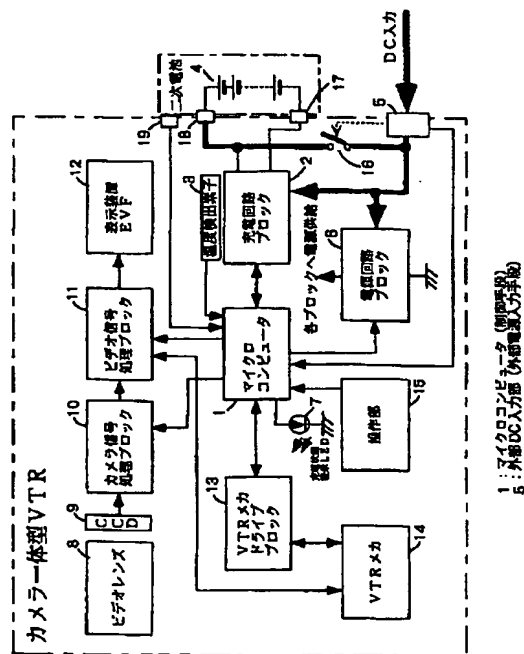 カメラ一体型VTR
8
ビデオレンズ
9
CCD
10
カメラ信号
処理ブロック
11
ビデオ信号
処理ブロック
12
表示装置
EVF
13
VTRメカ
ドライブ
ブロック
14
VTRメカ
1
マイクロ
コンピュータ
7
充電状態
表示LED
15
操作部
3
温度検出素子
2
充電回路
ブロック
各ブロックへ電源供給
6
電源回路
ブロック
19
二次電池
18
4
17
16
5
DC入力
1:マイクロコンピュータ(制御手段)
5:外部DC入力部(外部電源入力手段)